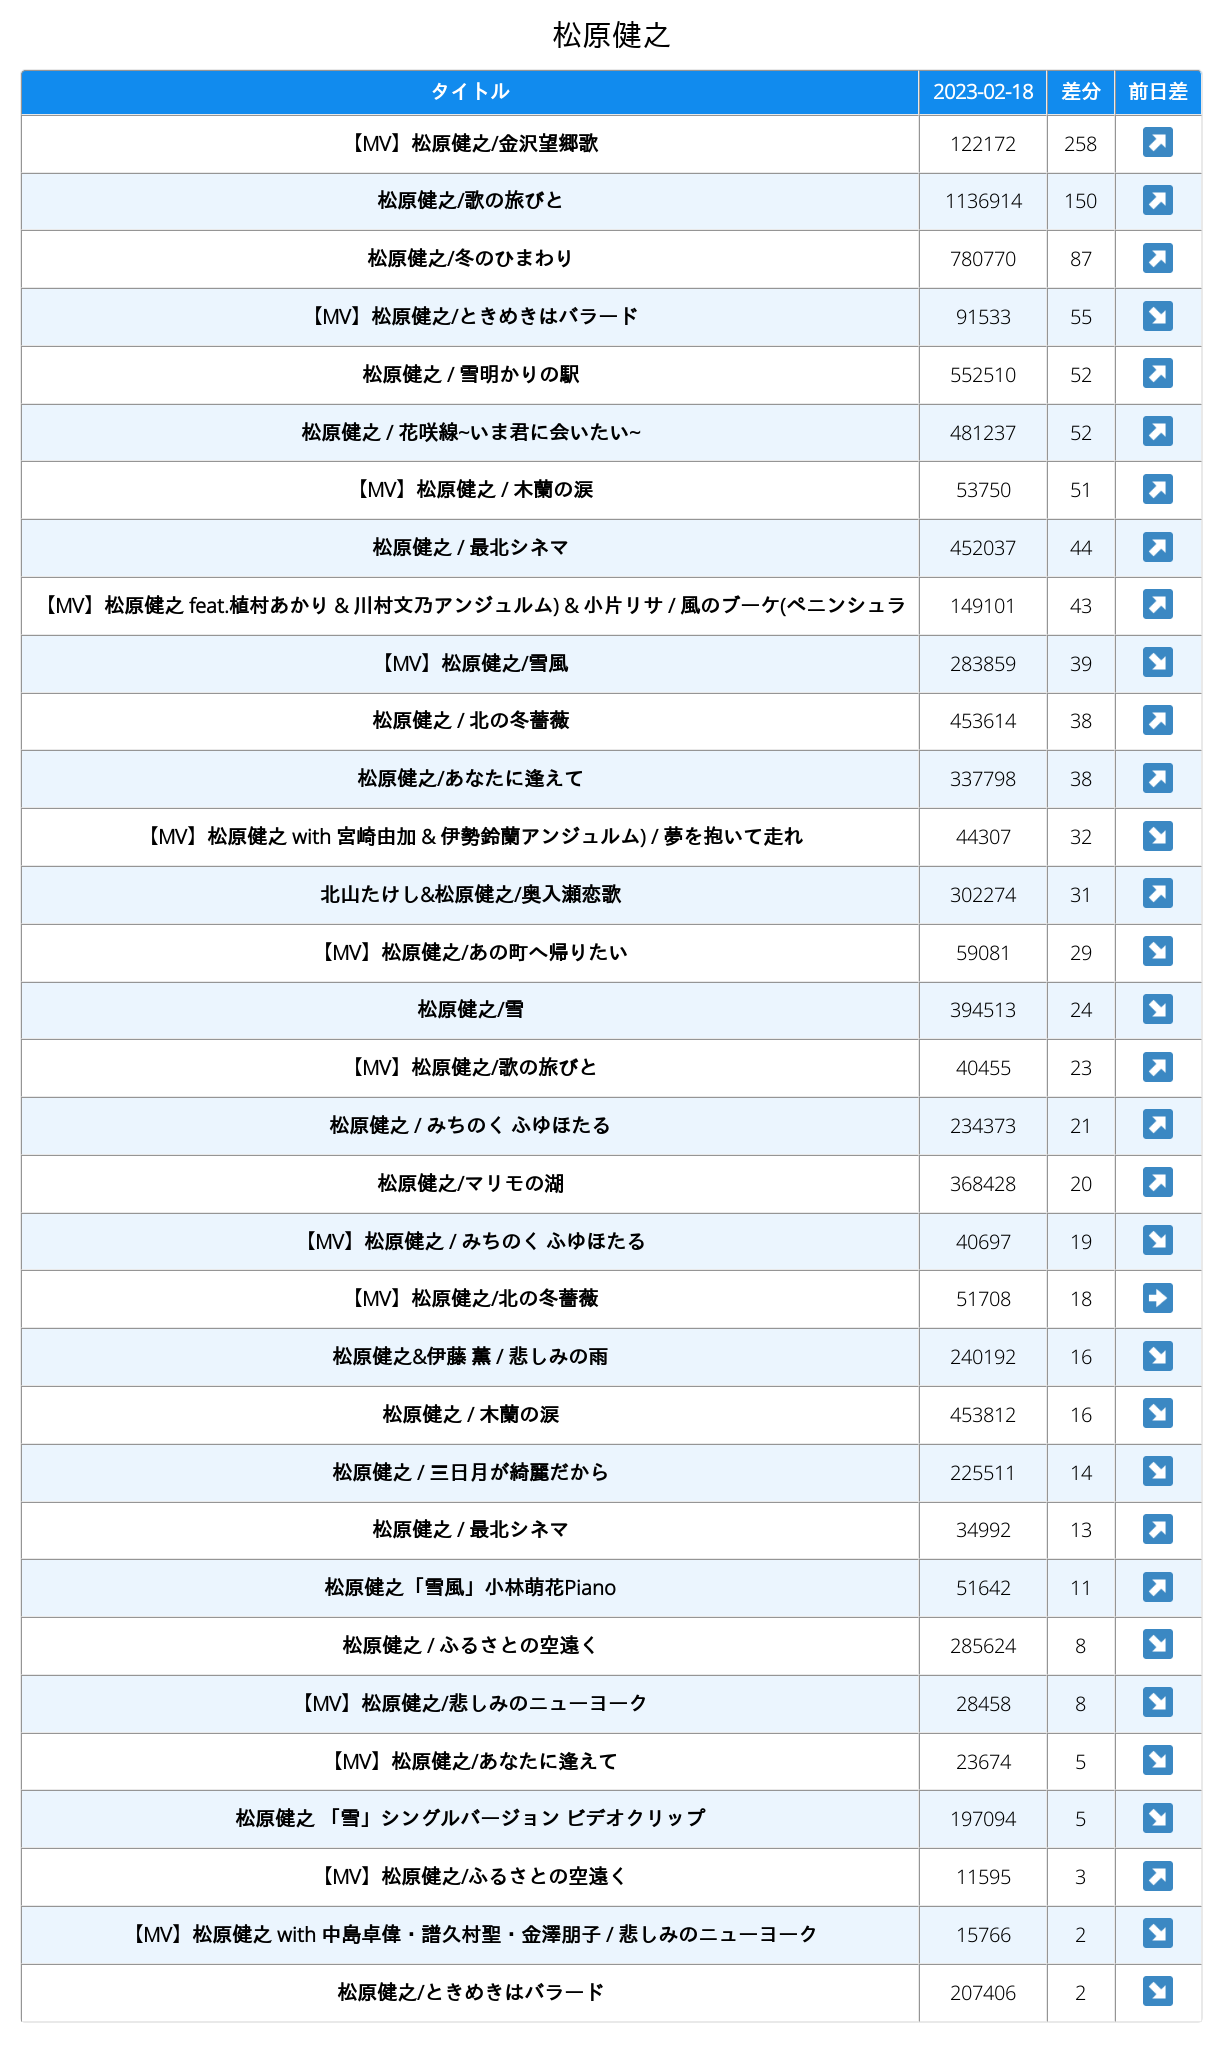 松原健之
タイトル 2023-02-18 差分 前日差
【MV】松原健之/金沢望郷歌 122172 258
松原健之/歌の旅びと 1136914 150
松原健之/冬のひまわり 780770 87
【MV】松原健之/ときめきはバラード 91533 55
松原健之 / 雪明かりの駅 552510 52
松原健之 / 花咲線~いま君に会いたい~ 481237 52
【MV】松原健之 / 木蘭の涙 53750 51
松原健之 / 最北シネマ 452037 44
【MV】松原健之 feat.植村あかり & 川村文乃アンジュルム) & 小片リサ / 風のブーケ(ペニンシュラ 149101 43
【MV】松原健之/雪風 283859 39
松原健之 / 北の冬薔薇 453614 38
松原健之/あなたに逢えて 337798 38
【MV】松原健之 with 宮崎由加 & 伊勢鈴蘭アンジュルム) / 夢を抱いて走れ 44307 32
北山たけし&松原健之/奥入瀬恋歌 302274 31
【MV】松原健之/あの町へ帰りたい 59081 29
松原健之/雪 394513 24
【MV】松原健之/歌の旅びと 40455 23
松原健之 / みちのく ふゆほたる 234373 21
松原健之/マリモの湖 368428 20
【MV】松原健之 / みちのく ふゆほたる 40697 19
【MV】松原健之/北の冬薔薇 51708 18
松原健之&伊藤 薫 / 悲しみの雨 240192 16
松原健之 / 木蘭の涙 453812 16
松原健之 / 三日月が綺麗だから 225511 14
松原健之 / 最北シネマ 34992 13
松原健之「雪風」小林萌花Piano 51642 11
松原健之 / ふるさとの空遠く 285624 8
【MV】松原健之/悲しみのニューヨーク 28458 8
【MV】松原健之/あなたに逢えて 23674 5
松原健之 「雪」シングルバージョン ビデオクリップ 197094 5
【MV】松原健之/ふるさとの空遠く 11595 3
【MV】松原健之 with 中島卓偉・譜久村聖・金澤朋子 / 悲しみのニューヨーク 15766 2
松原健之/ときめきはバラード 207406 2